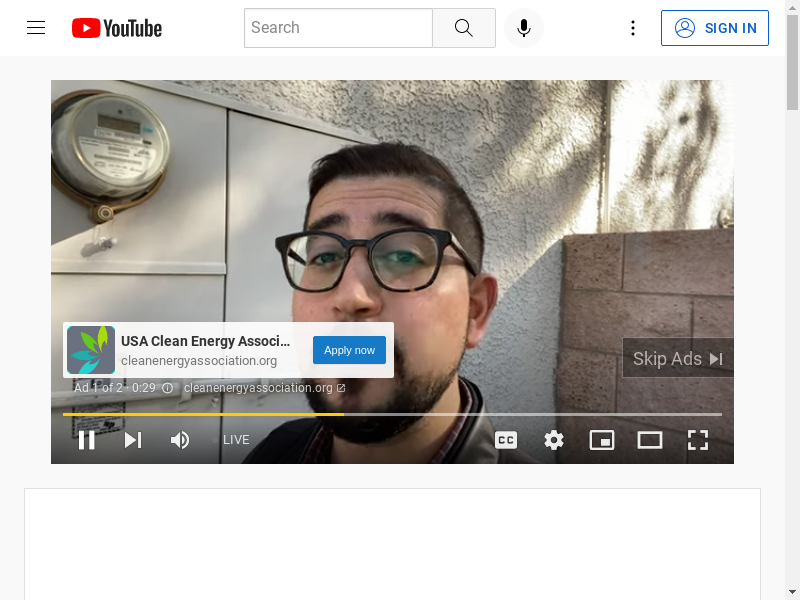 YouTube
Search
SIGN IN
USA Clean Energy Associ...
cleanenergyassociation.org
Apply now
Skip Ads
Ad 1 of 2 · 0:29
cleanenergyassociation.org
LIVE
CC